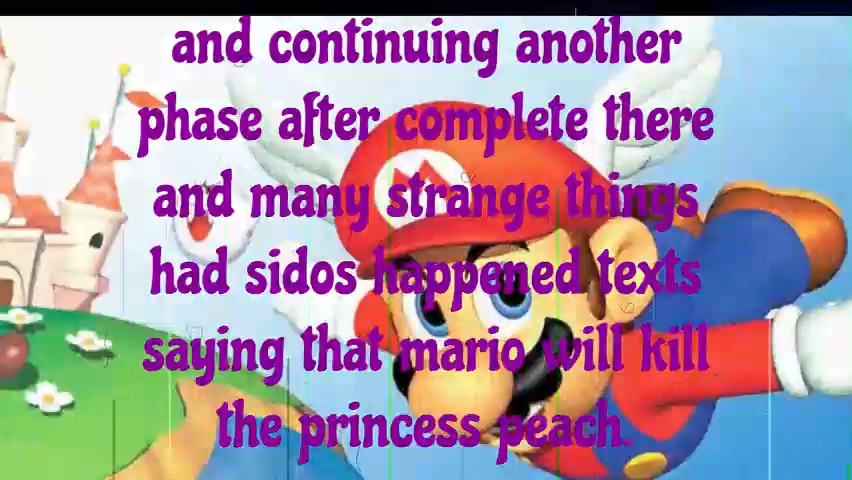 and continuing another
phase after complete there
and many strange things
had sidos happened texts
saying that mario will kill
the princess peach.